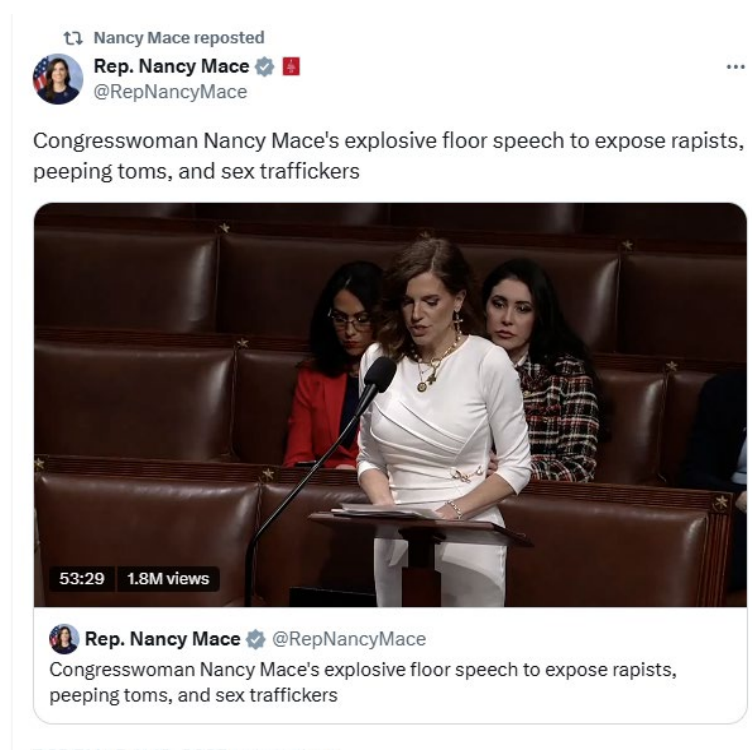 Nancy Mace reposted
Rep. Nancy Mace
@RepNancyMace
Congresswoman Nancy Mace's explosive floor speech to expose rapists,
peeping toms, and sex traffickers
53:29 1.8M views
Rep. Nancy Mace @RepNancyMace
Congresswoman Nancy Mace's explosive floor speech to expose rapists,
peeping toms, and sex traffickers